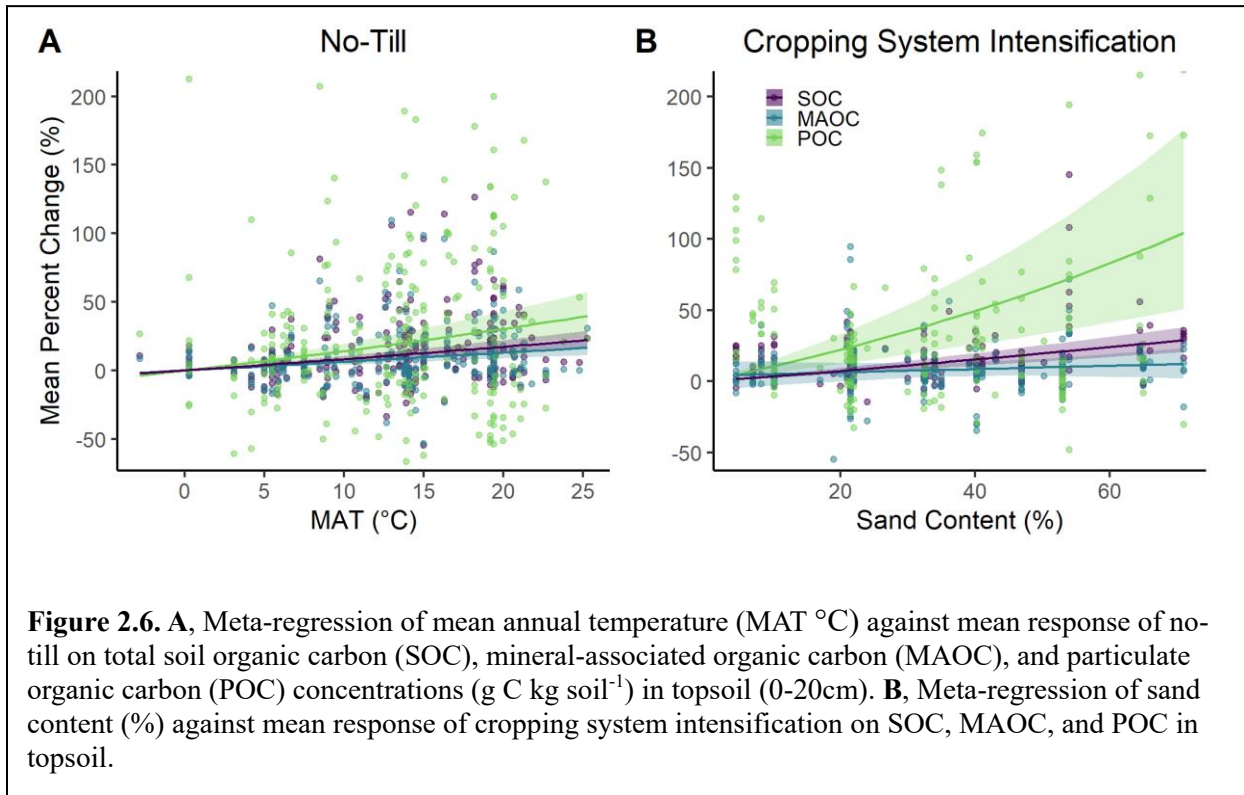 A No-Till
B Cropping System Intensification
Mean Percent Change (%)
200
150
100
50
0
-50
0 5 10 15 20 25
MAT (°C)
SOC
MAOC
POC
200
150
100
50
0
-50
20 40 60
Sand Content (%)
Figure 2.6. A, Meta-regression of mean annual temperature (MAT °C) against mean response of no-
till on total soil organic carbon (SOC), mineral-associated organic carbon (MAOC), and particulate
organic carbon (POC) concentrations (g C kg soil⁻¹) in topsoil (0-20cm). B, Meta-regression of sand
content (%) against mean response of cropping system intensification on SOC, MAOC, and POC in
topsoil.